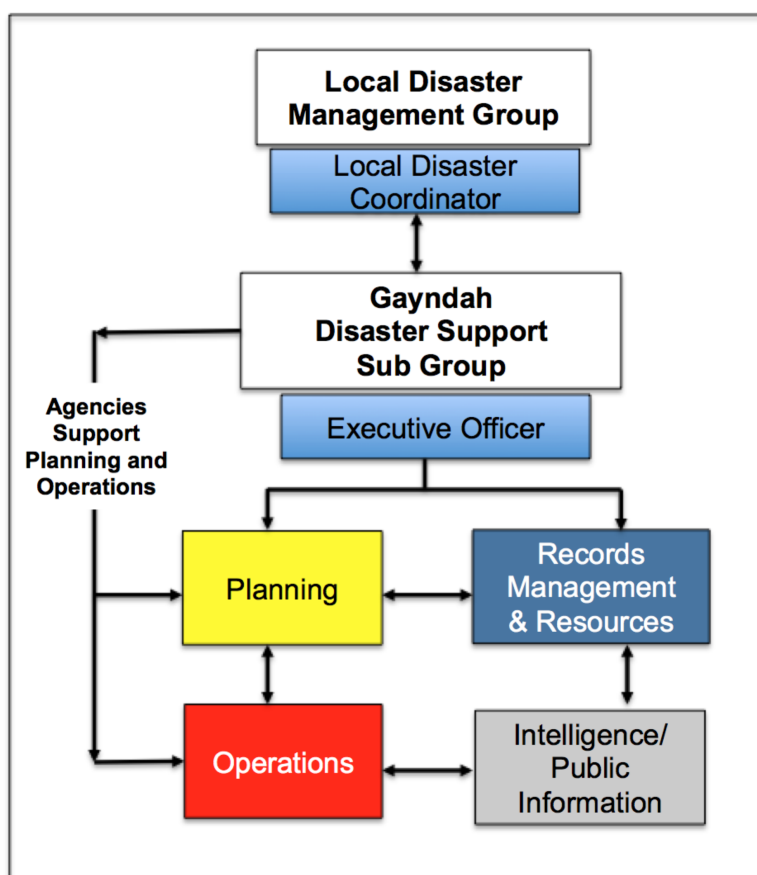 Local Disaster
Management Group
Local Disaster
Coordinator
Gayndah
Disaster Support
Sub Group
Executive Officer
Agencies
Support
Planning and
Operations
Planning
Records
Management
& Resources
Operations
Intelligence/
Public
Information